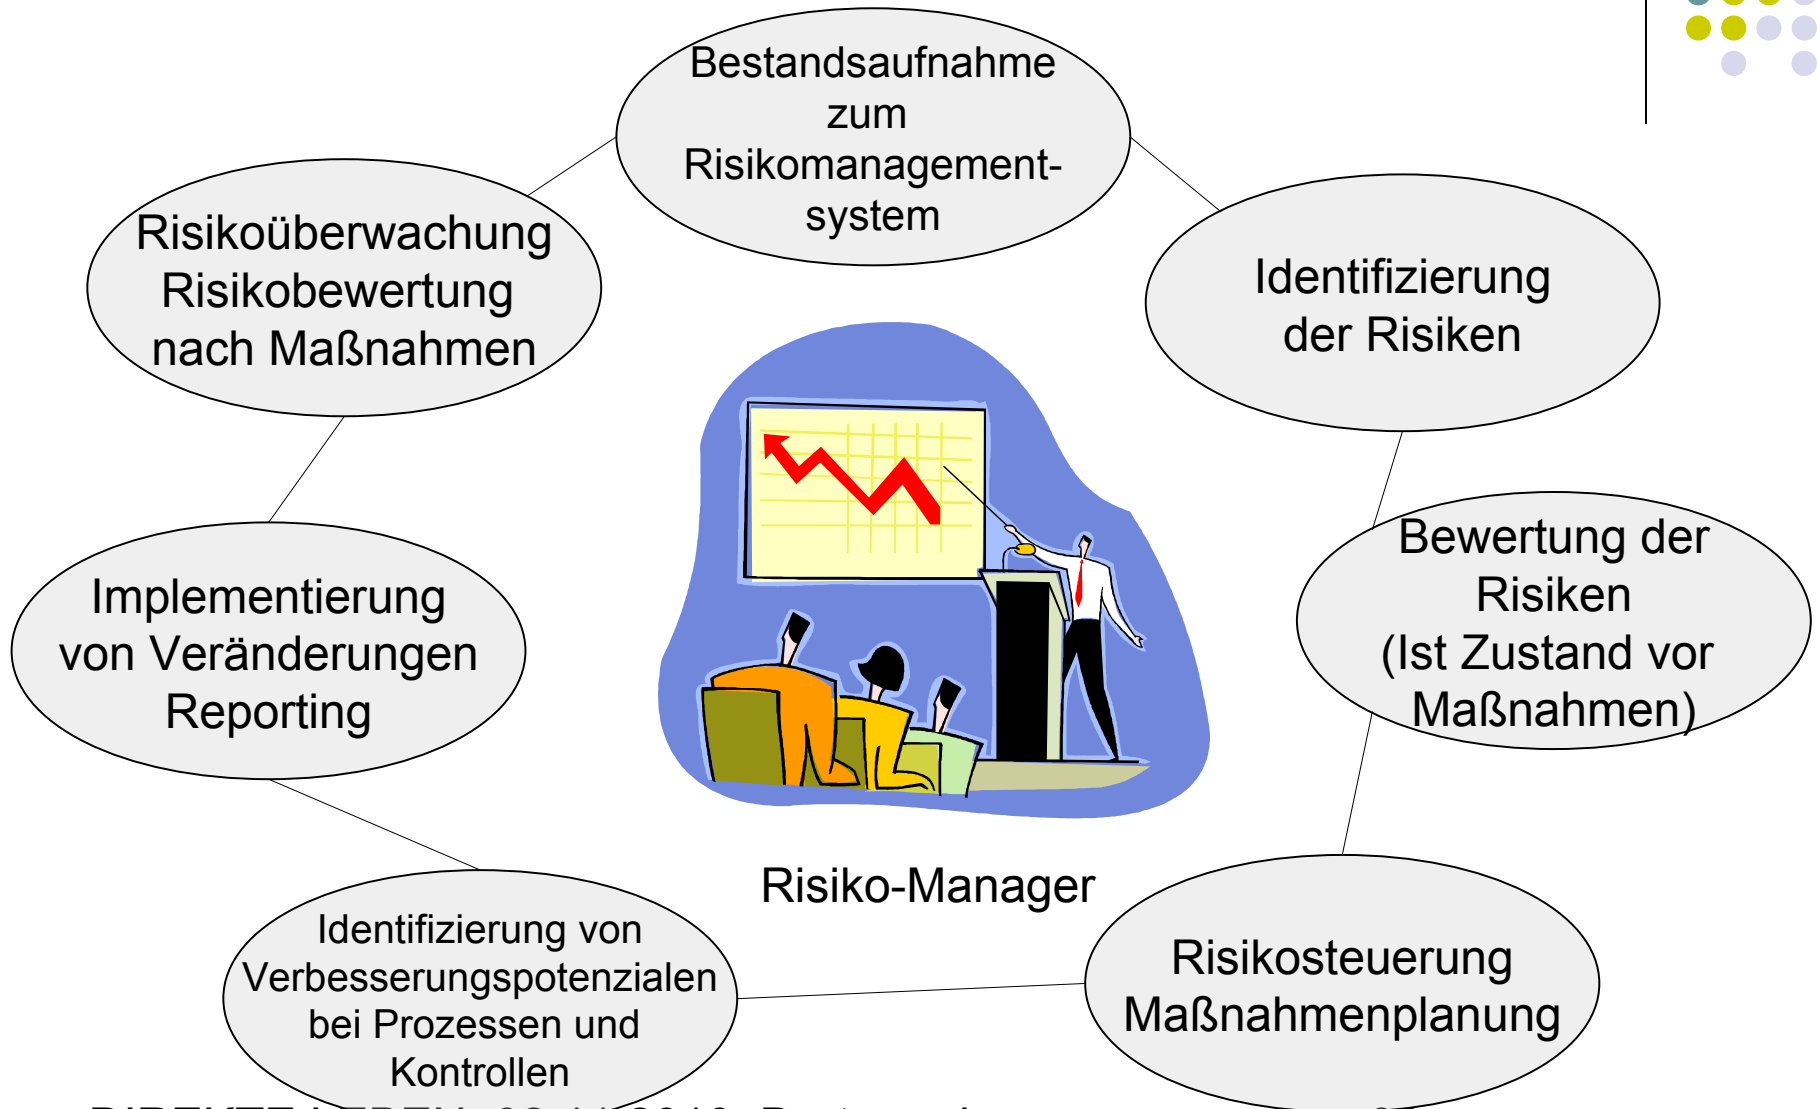 Bestandsaufnahme
zum
Risikomanagement-
system
Identifizierung
der Risiken
Bewertung der
Risiken
(Ist Zustand vor
Maßnahmen)
Risikosteuerung
Maßnahmenplanung
Identifizierung von
Verbesserungspotenzialen
bei Prozessen und
Kontrollen
Implementierung
von Veränderungen
Reporting
Risikoüberwachung
Risikobewertung
nach Maßnahmen
Risiko-Manager